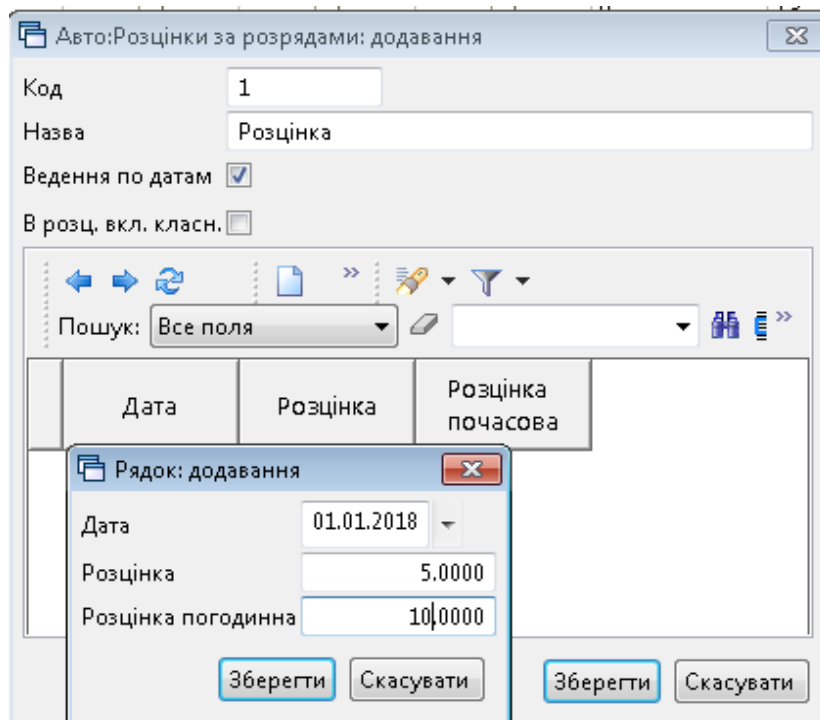 Авто:Розцінки за розрядами: додавання
Код 1
Назва Розцінка
Ведення по датам
В розц. вкл. класн.
Пошук: Все поля
Дата Розцінка Розцінка почасова
Рядок: додавання
Дата 01.01.2018
Розцінка 5.0000
Розцінка погодинна 10.0000
Зберегти Скасувати
Зберегти Скасувати